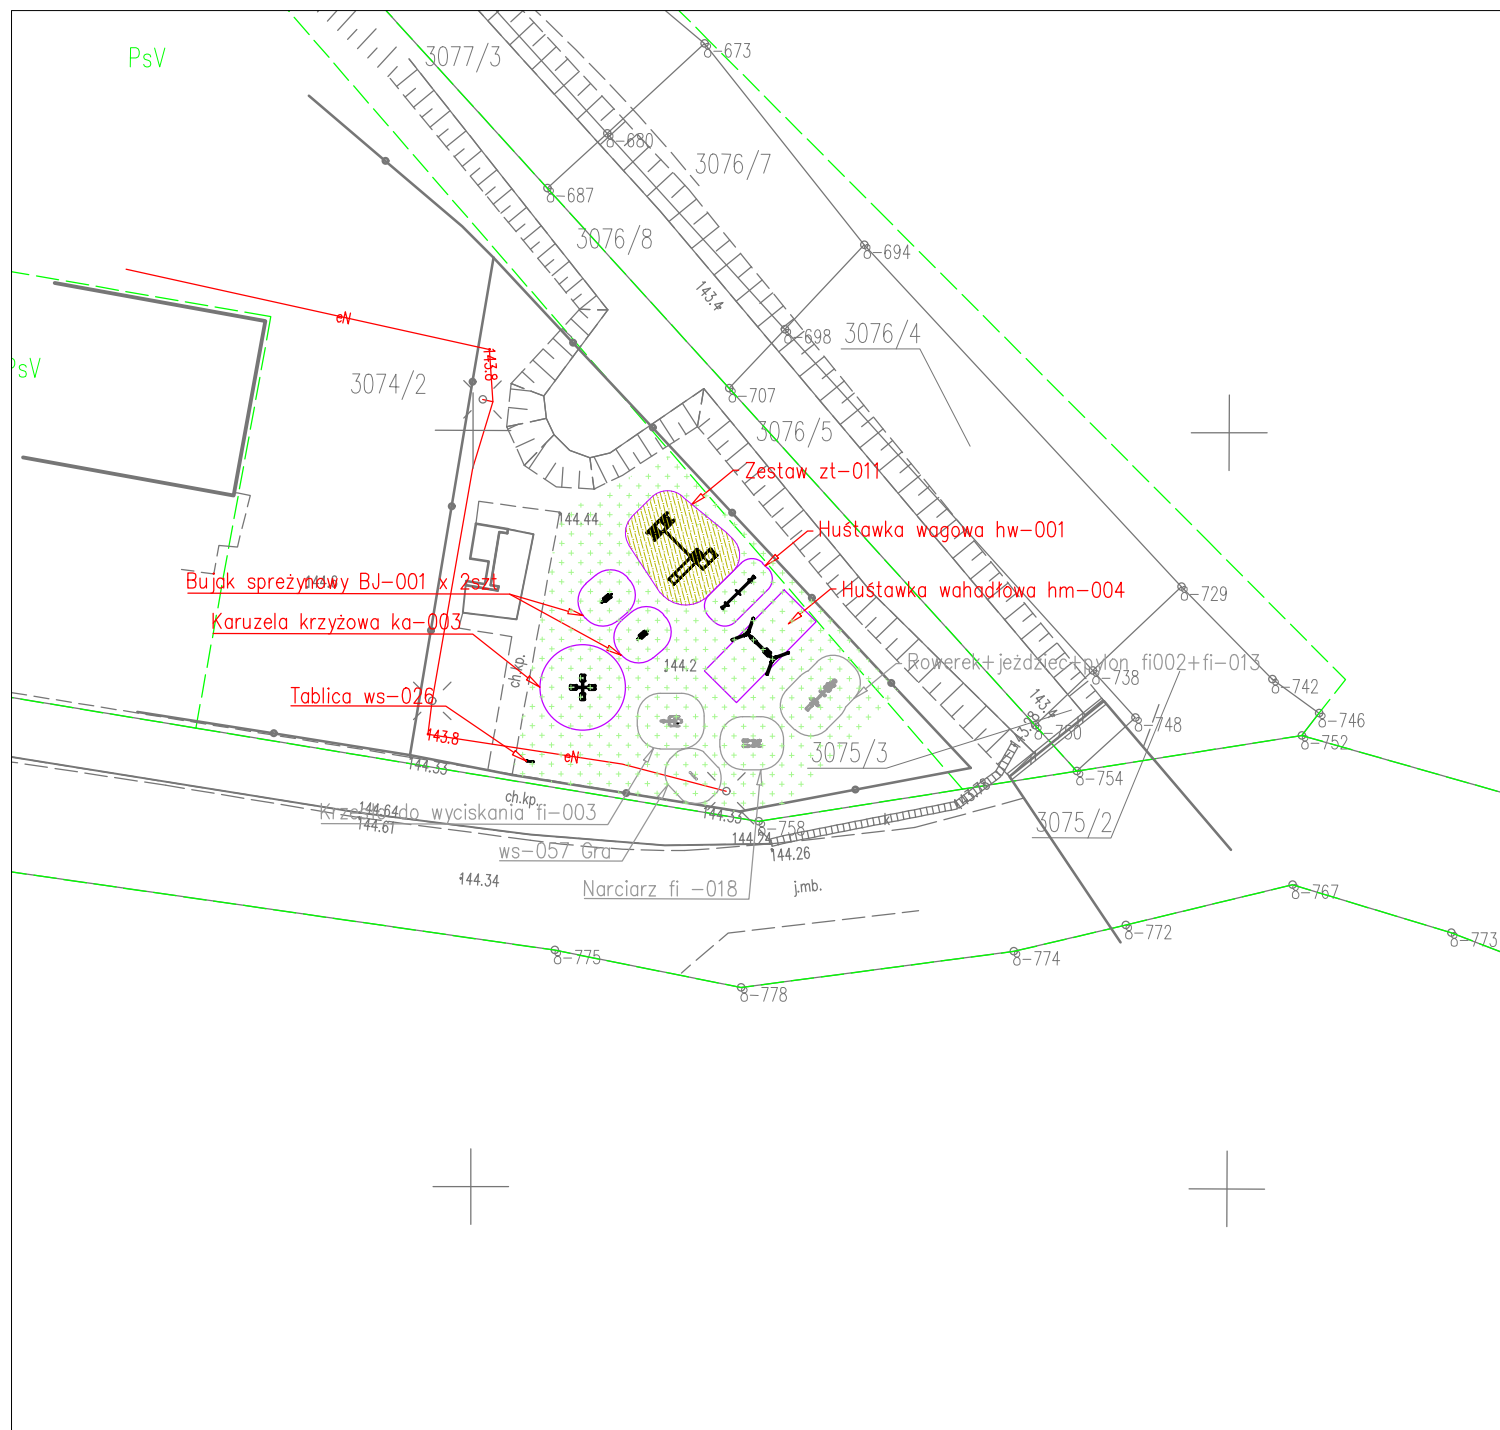 PsV
3077/3
8-673
8-680
3076/7
8-687
3076/8
8-694
143.4
8-698
3076/4
eN
143.8
PsV
3074/2
8-707
3076/5
Zestaw zt-011
144.44
Huśtawka wagowa hw-001
Bujak sprężynowy BJ-001 x 2szt
Huśtawka wahadłowa hm-004
8-729
Karuzela krzyżowa ka-003
144.2
ch.kp.
Rowerek+jeździec+pylon fi002+fi-013
8-738
8-742
Tablica ws-026
143.4
8-746
8-748
143.28
8-750
8-752
143.8
eN
3075/3
144.33
8-754
ch.kp.
144.64
do wyciskania fi-003
144.33
8-758
k
144.61
144.24
3075/2
ws-057 Gra
144.26
144.34
Narciarz fi -018
j.mb.
8-767
8-772
8-773
8-775
8-774
8-778